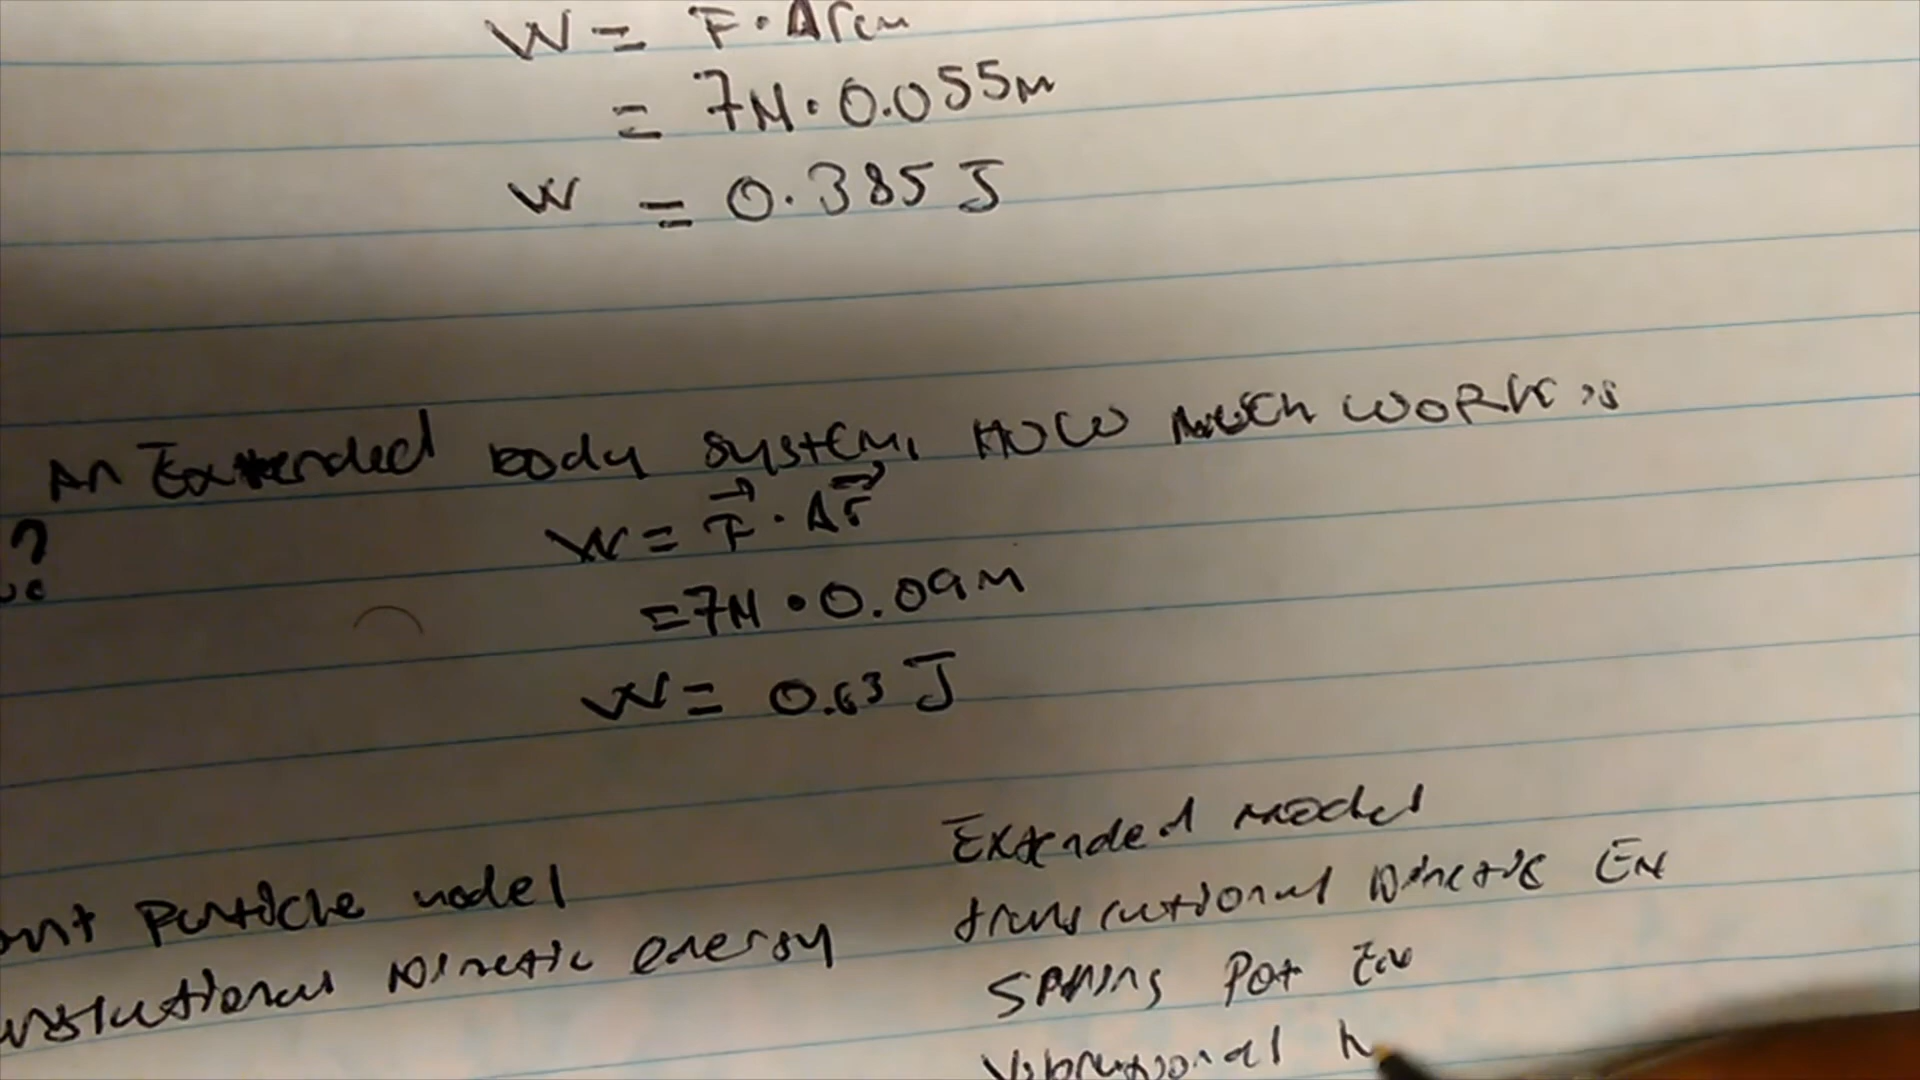 W = F · Δrcm
= 7N · 0.055m
W = 0.385 J
An Extended body system, How much work is
?
W = F · Δr
= 7N · 0.09m
W = 0.63 J
Extended model
Particle model
translational kinetic En
kinetic energy
Spring Pot En
Vibrational